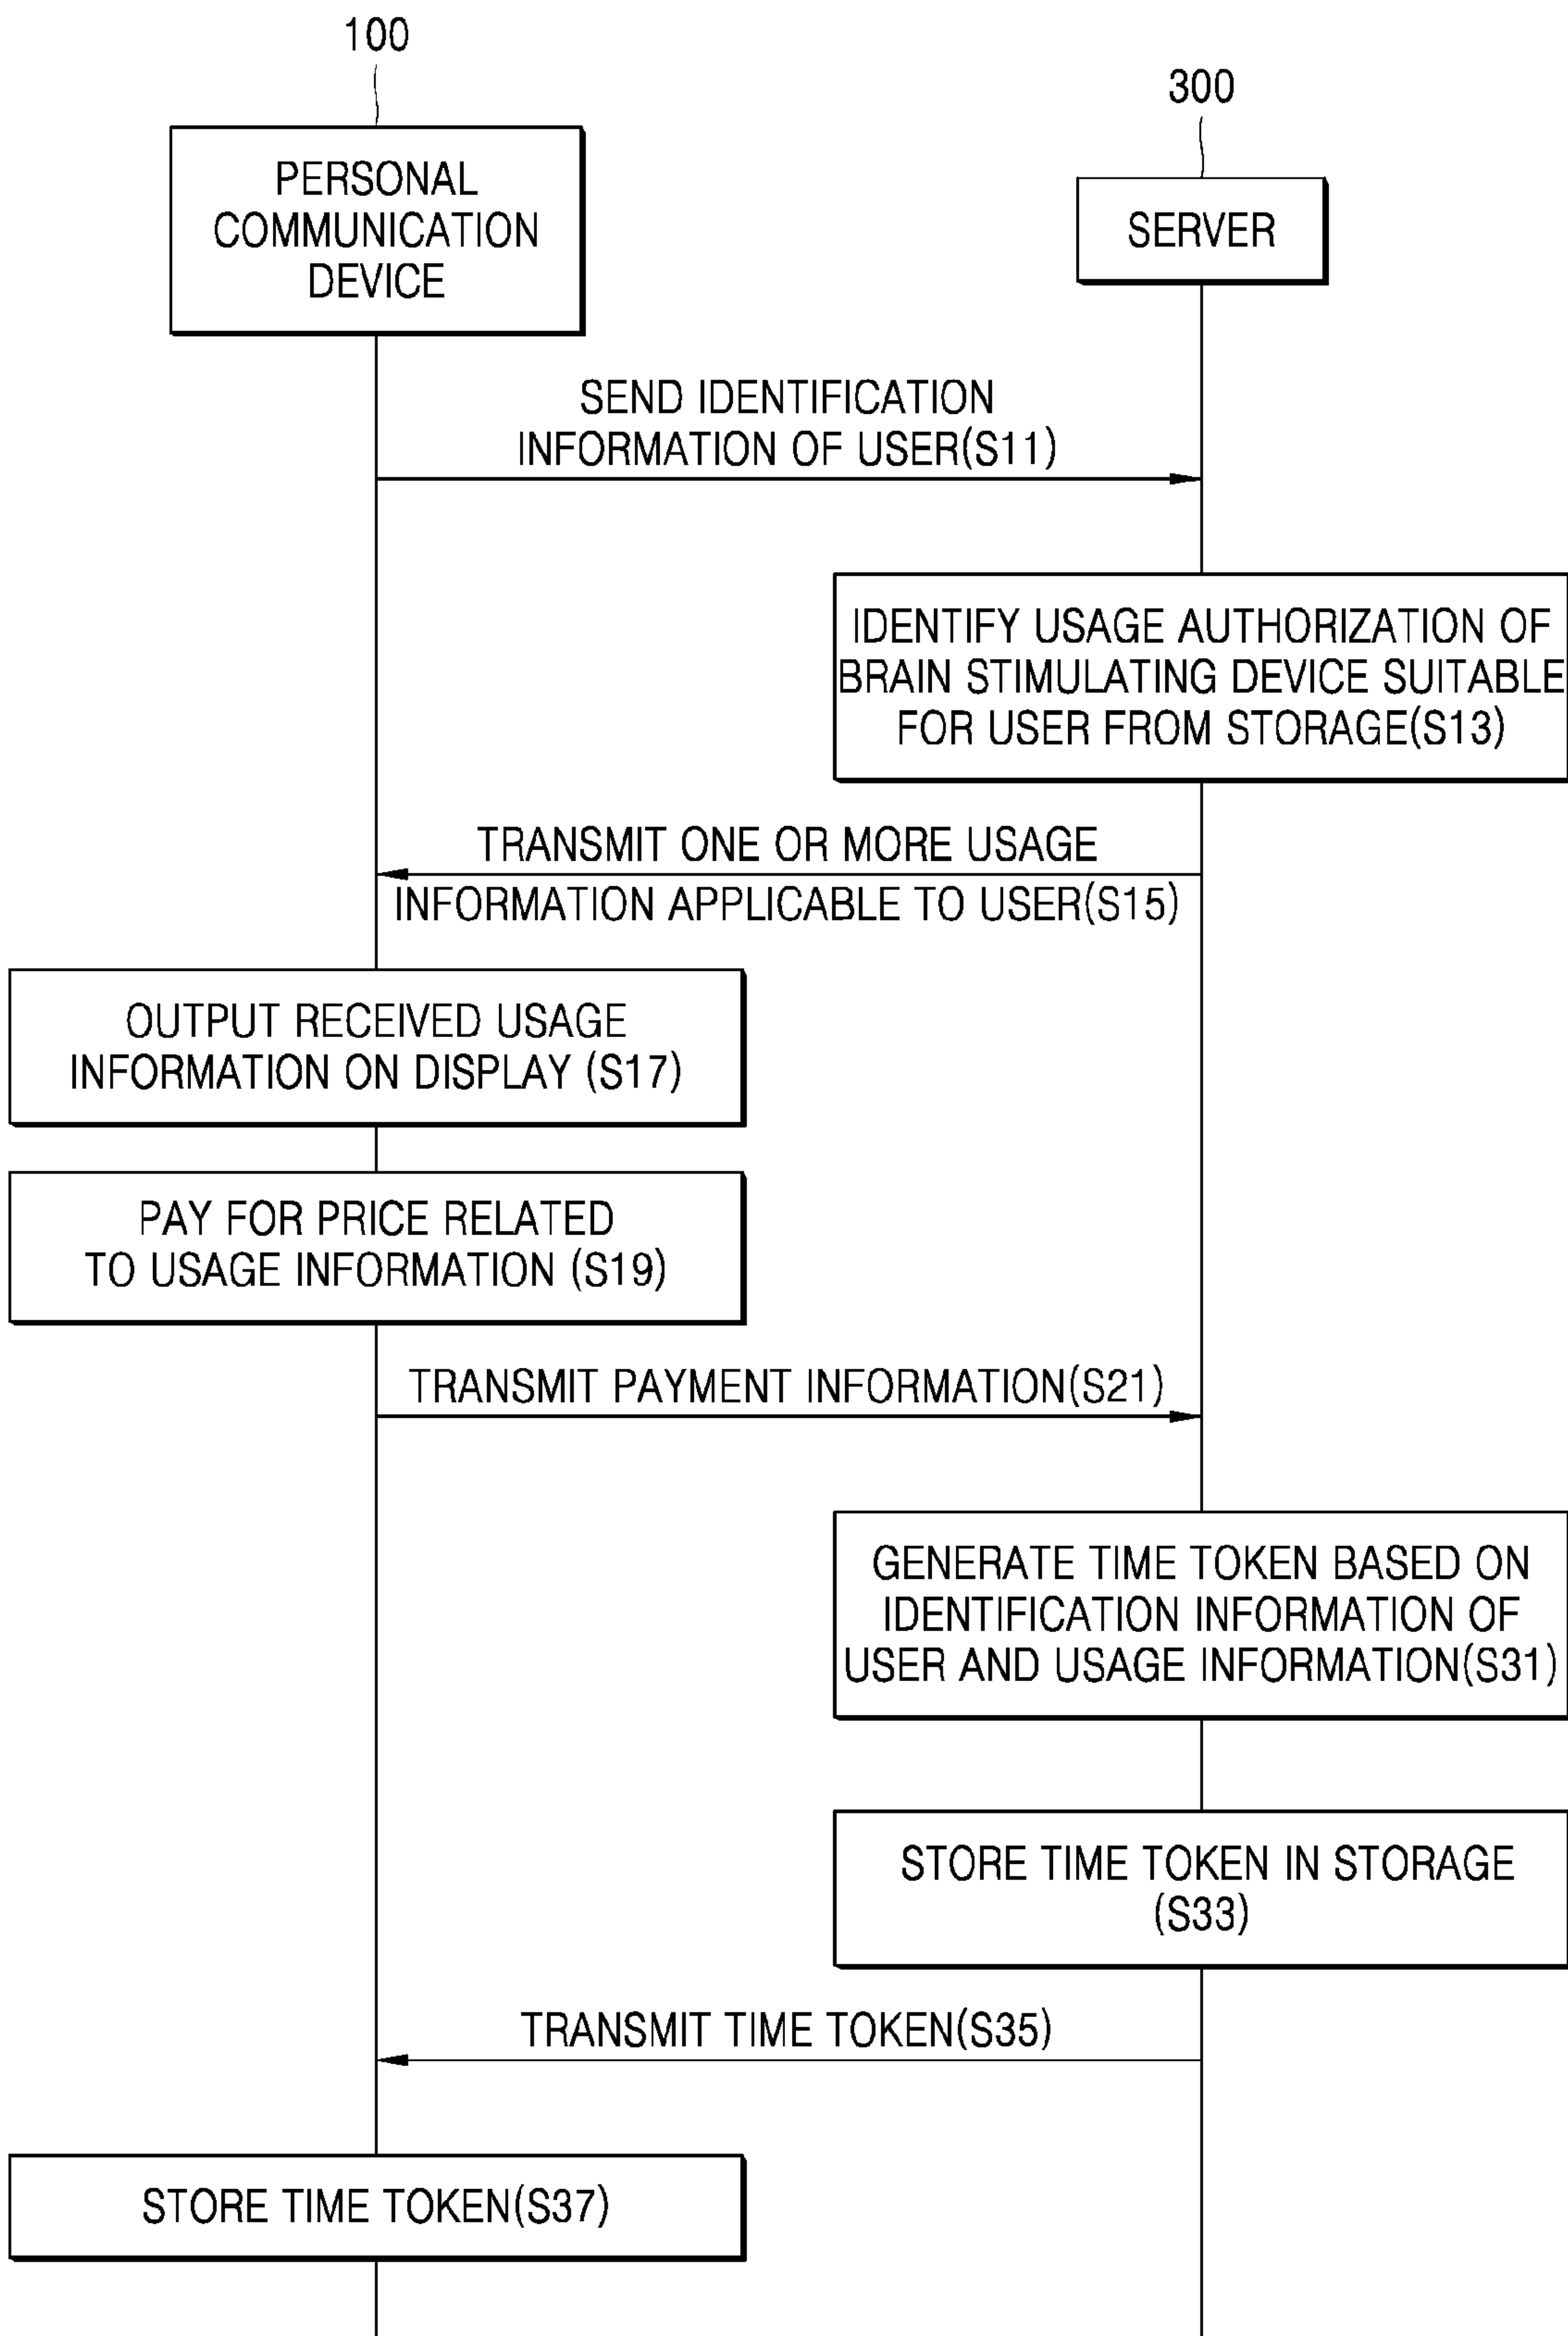 100
300
PERSONAL
COMMUNICATION
DEVICE
SERVER
SEND IDENTIFICATION
INFORMATION OF USER(S11)
IDENTIFY USAGE AUTHORIZATION OF
BRAIN STIMULATING DEVICE SUITABLE
FOR USER FROM STORAGE(S13)
TRANSMIT ONE OR MORE USAGE
INFORMATION APPLICABLE TO USER(S15)
OUTPUT RECEIVED USAGE
INFORMATION ON DISPLAY (S17)
PAY FOR PRICE RELATED
TO USAGE INFORMATION (S19)
TRANSMIT PAYMENT INFORMATION(S21)
GENERATE TIME TOKEN BASED ON
IDENTIFICATION INFORMATION OF
USER AND USAGE INFORMATION(S31)
STORE TIME TOKEN IN STORAGE
(S33)
TRANSMIT TIME TOKEN(S35)
STORE TIME TOKEN(S37)